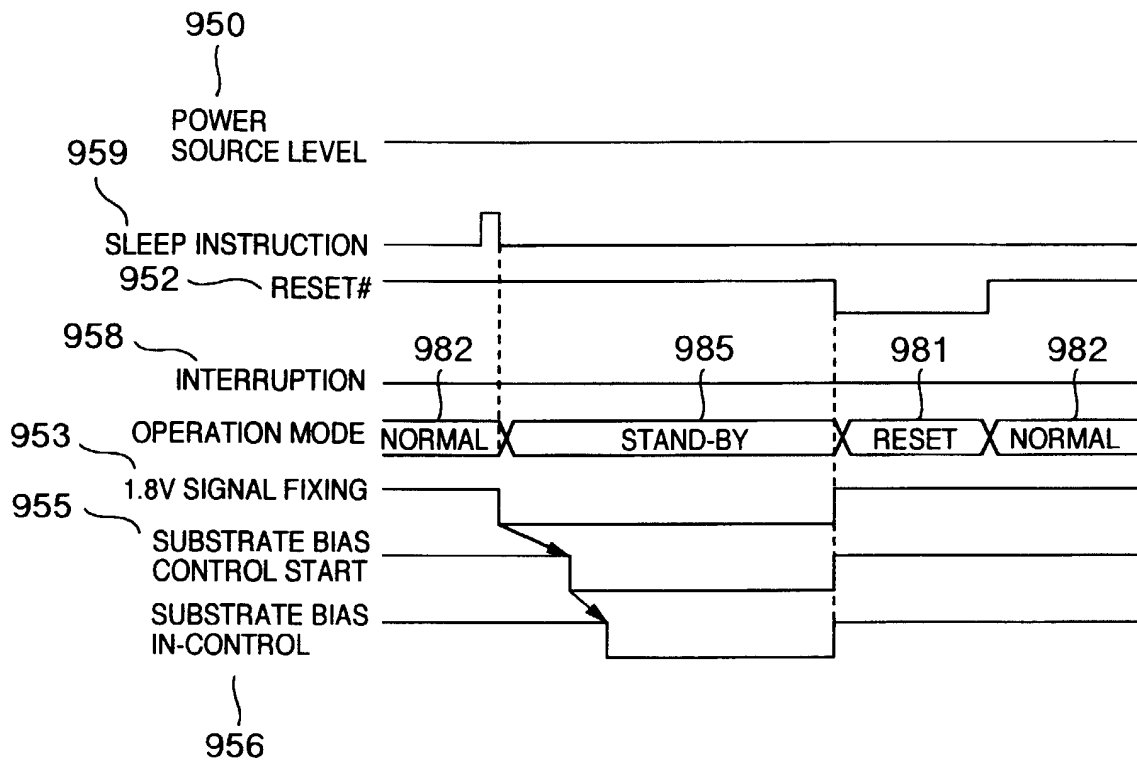 950
POWER
SOURCE LEVEL
959
SLEEP INSTRUCTION
952
RESET#
958
INTERRUPTION
982
985
981
982
953
OPERATION MODE
NORMAL
STAND-BY
RESET
NORMAL
1.8V SIGNAL FIXING
955
SUBSTRATE BIAS
CONTROL START
SUBSTRATE BIAS
IN-CONTROL
956